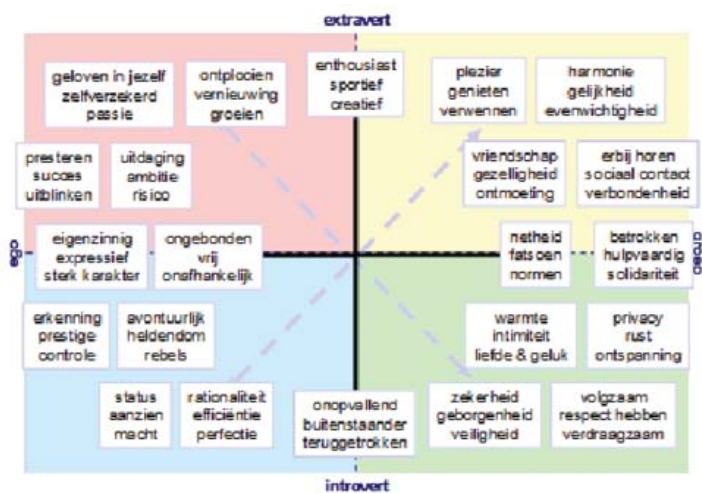 extravert
geloven in jezelf
zelfverzekerd
passie
ontplooien
vernieuwing
groeien
enthousiast
sportief
creatief
plezier
genieten
verwennen
harmonie
gelijkheid
evenwichtigheid
presteren
succes
uitblinken
uitdaging
ambitie
risico
vriendschap
gezelligheid
ontmoeting
erbij horen
sociaal contact
verbondenheid
ego
eigenzinnig
expressief
sterk karakter
ongebonden
vrij
onafhankelijk
netheid
fatsoen
normen
betrokken
hulpvaardig
solidariteit
groep
erkenning
prestige
controle
avontuurlijk
heldendom
rebels
warmte
intimiteit
liefde & geluk
privacy
rust
ontspanning
status
aanzien
macht
rationaliteit
efficiëntie
perfectie
onopvallend
buitenstaander
teruggetrokken
zekerheid
geborgenheid
veiligheid
volgzaam
respect hebben
verdraagzaam
introvert